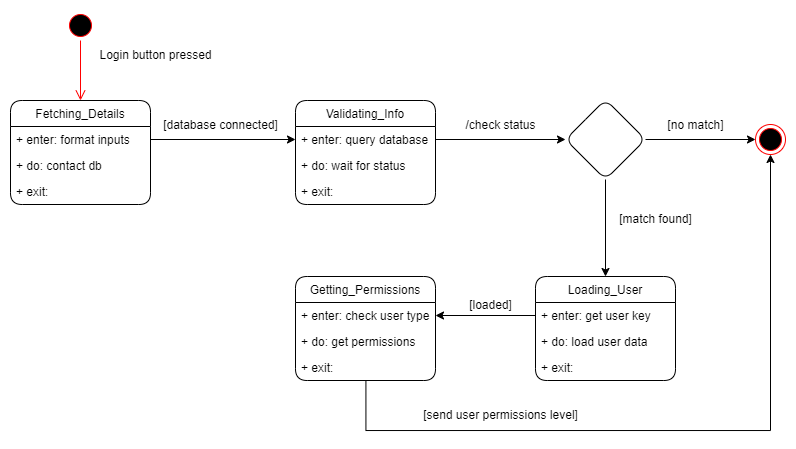 Login button pressed
Fetching_Details
+ enter: format inputs
+ do: contact db
+ exit:
[database connected]
Validating_Info
+ enter: query database
+ do: wait for status
+ exit:
/check status
[no match]
[match found]
Loading_User
+ enter: get user key
+ do: load user data
+ exit:
[loaded]
Getting_Permissions
+ enter: check user type
+ do: get permissions
+ exit:
[send user permissions level]